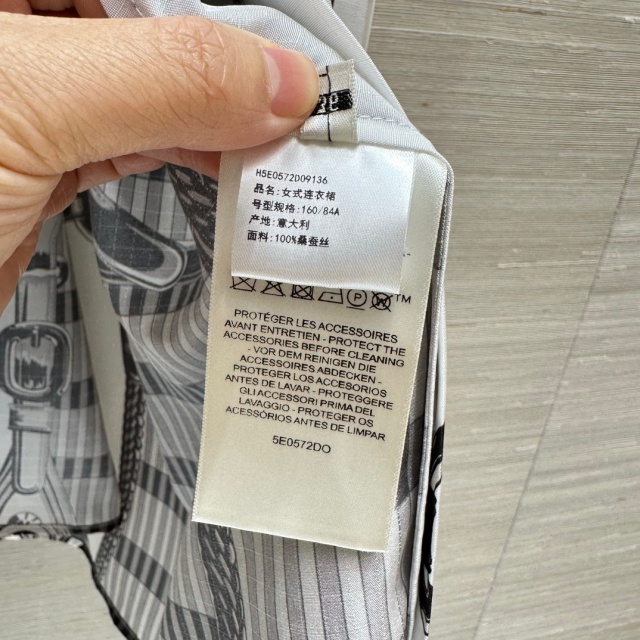 H5E0572D09136
品名:女式连衣裙
号型规格:160/84A
产地:意大利
面料:100%桑蚕丝
TM
PROTÉGER LES ACCESSOIRES
AVANT ENTRETIEN - PROTECT THE
ACCESSORIES BEFORE CLEANING
- VOR DEM REINIGEN DIE
ACCESSOIRES ABDECKEN -
PROTEGER LOS ACCESORIOS
ANTES DE LAVAR - PROTEGGERE
GLI ACCESSORI PRIMA DEL
LAVAGGIO - PROTEGER OS
ACESSÓRIOS ANTES DE LIMPAR
5E0572DO